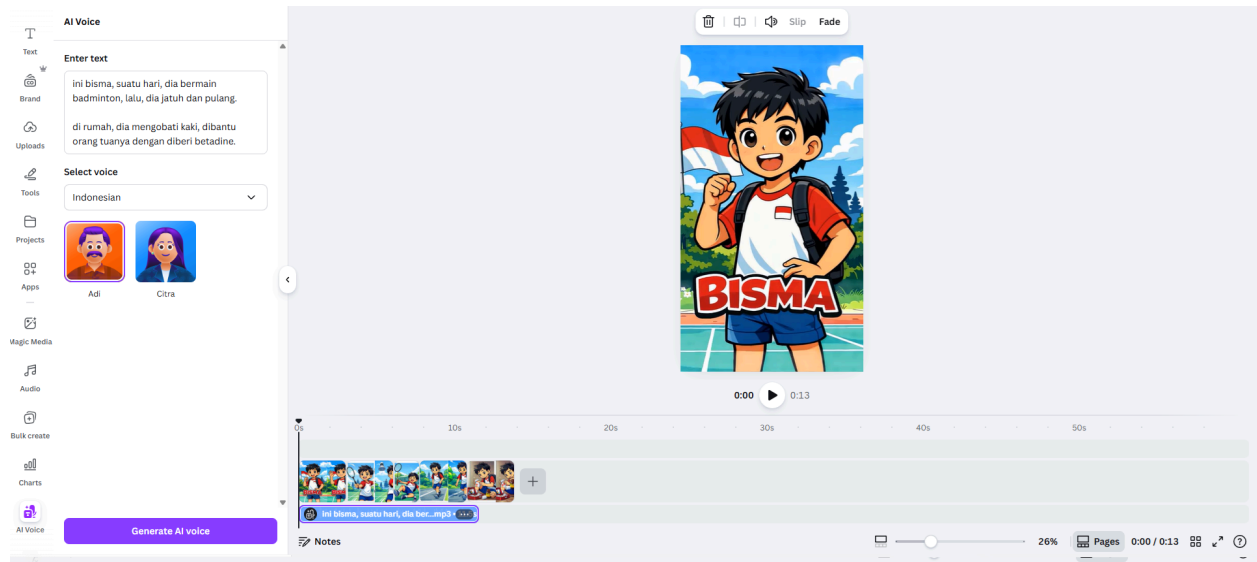 AI Voice
Slip
Fade
Text
Enter text
ini bisma, suatu hari, dia bermain
badminton, lalu, dia jatuh dan pulang.
di rumah, dia mengobati kaki, dibantu
orang tuanya dengan diberi betadine.
Brand
Uploads
Select voice
Indonesian
Tools
Projects
Apps
Adi
Citra
BISMA
Magic Media
Audio
0:00
0:13
Bulk create
0s
10s
20s
30s
40s
50s
Charts
ini bisma, suatu hari, dia ber...mp3 •
AI Voice
Generate AI voice
Notes
26%
Pages
0:00 / 0:13